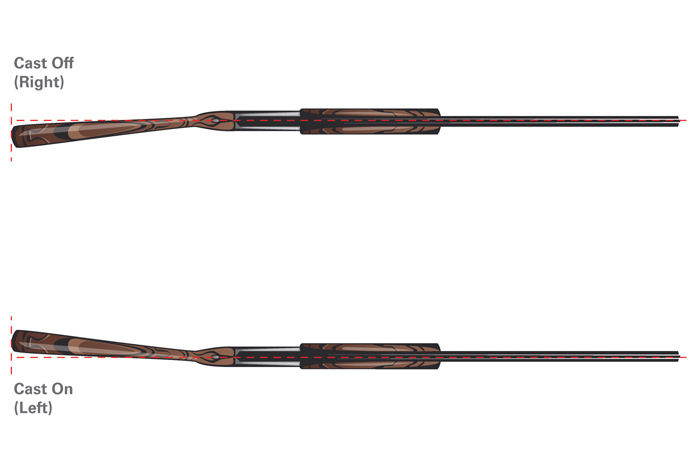 Cast Off
(Right)
Cast On
(Left)